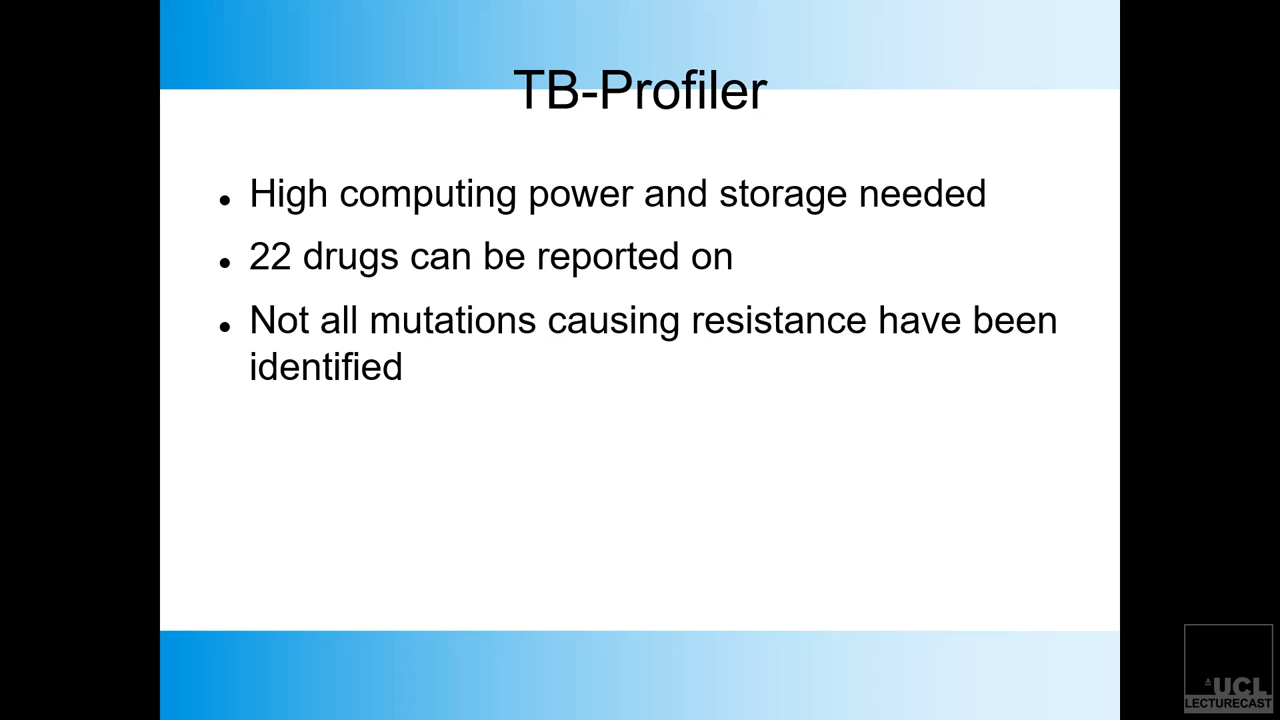 TB-Profiler
• High computing power and storage needed
• 22 drugs can be reported on
• Not all mutations causing resistance have been
identified
UCL
LECTURECAST